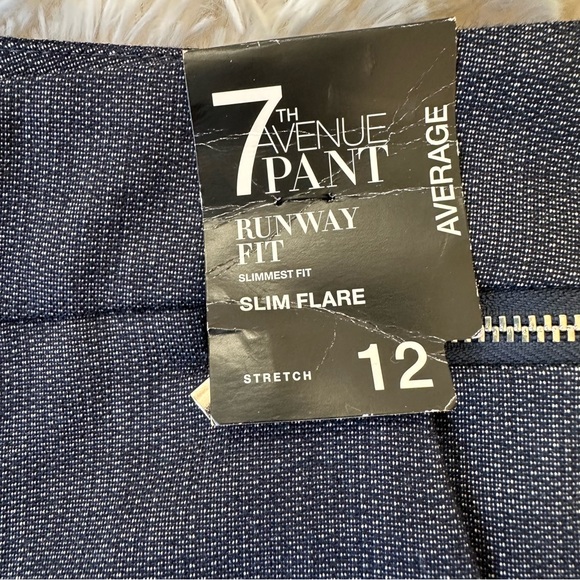 7TH
AVENUE
PANT
RUNWAY
FIT
SLIMMEST FIT
SLIM FLARE
STRETCH 12
AVERAGE